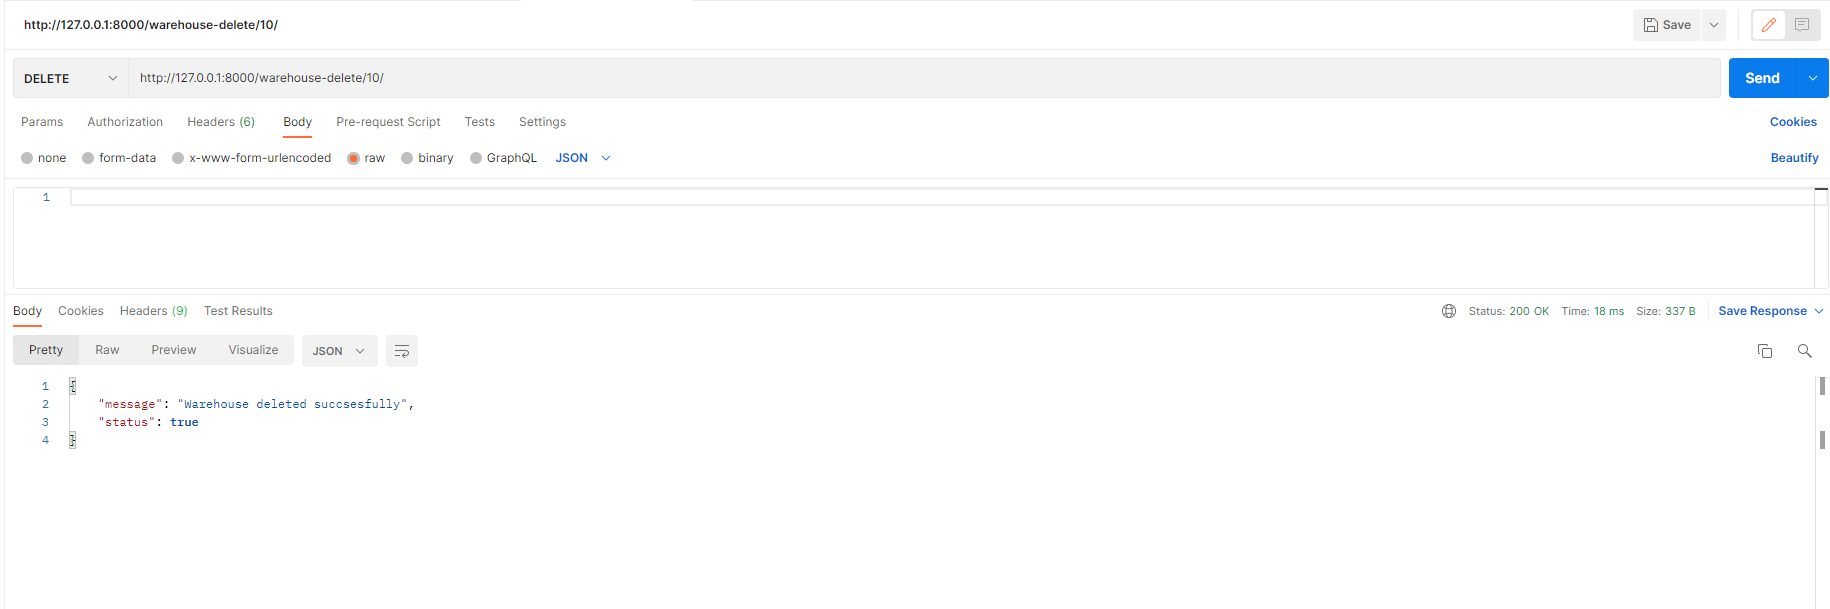 http://127.0.0.1:8000/warehouse-delete/10/
Save
DELETE
http://127.0.0.1:8000/warehouse-delete/10/
Send
Params Authorization Headers (6) Body Pre-request Script Tests Settings Cookies
none form-data x-www-form-urlencoded raw binary GraphQL JSON Beautify
1
Body Cookies Headers (9) Test Results Status: 200 OK Time: 18 ms Size: 337 B Save Response
Pretty Raw Preview Visualize JSON
1 {
2 "message": "Warehouse deleted succsesfully",
3 "status": true
4 }